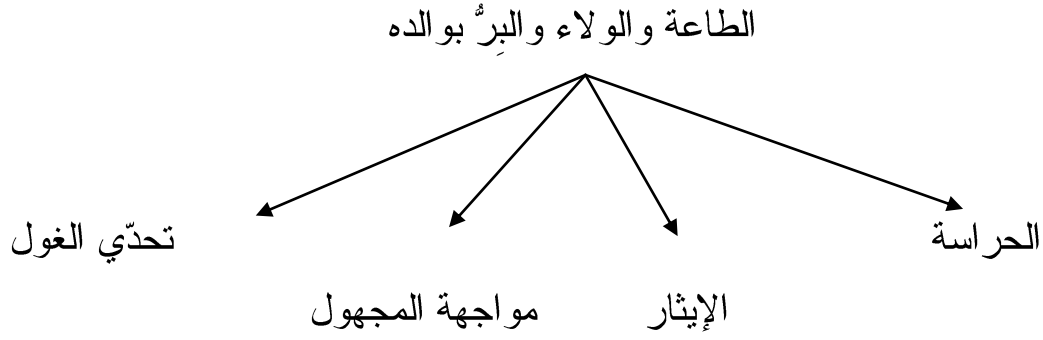 الطاعة والولاء والبِرُّ بوالده
الحراسة
تحدّي الغول
الإيثار
مواجهة المجهول